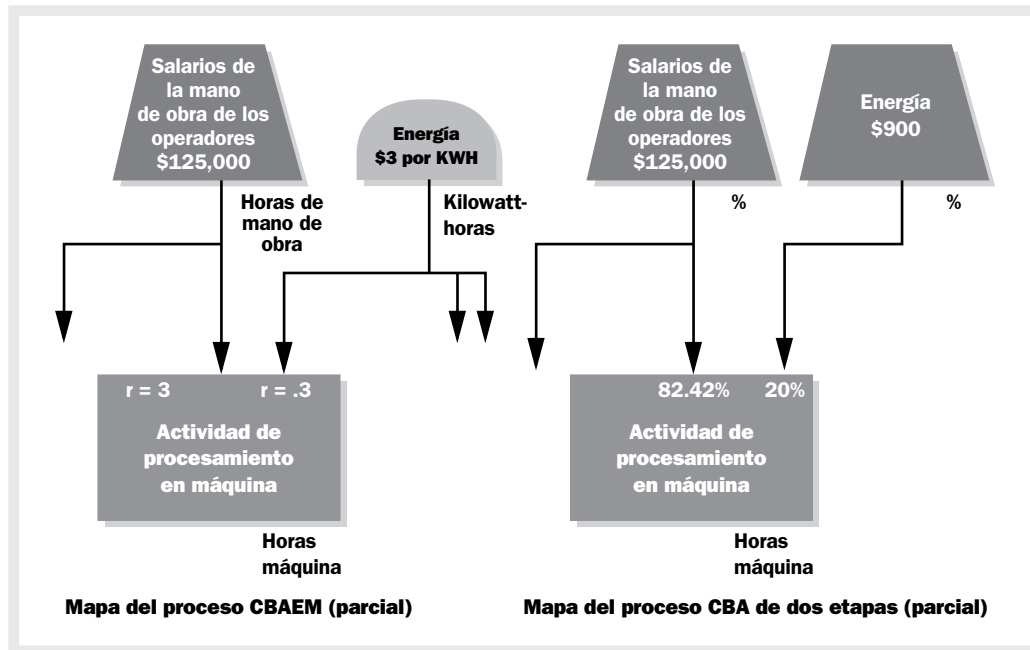 Salarios de
la mano
de obra de los
operadores
$125,000
Energía
$3 por KWH
Horas de
mano de
obra
Kilowatt-
horas
r = 3
r = .3
Actividad de
procesamiento
en máquina
Horas
máquina
Mapa del proceso CBAEM (parcial)
Salarios de
la mano
de obra de los
operadores
$125,000
Energía
$900
%
%
82.42%
20%
Actividad de
procesamiento
en máquina
Horas
máquina
Mapa del proceso CBA de dos etapas (parcial)